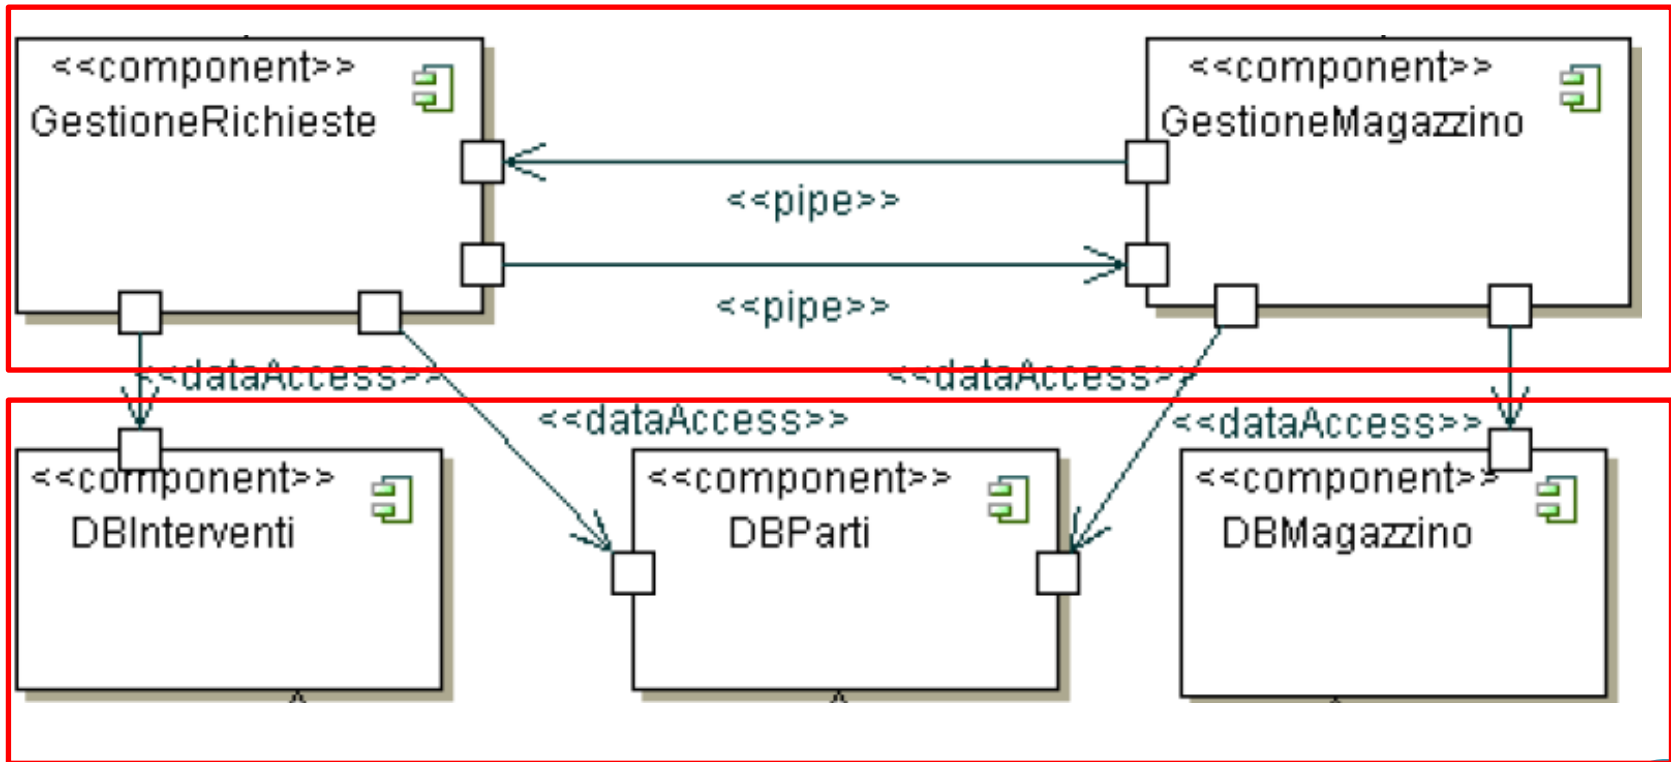 <<component>>
GestioneRichieste
<<component>>
GestioneMagazzino
<<pipe>>
<<pipe>>
<<dataAccess>>
<<dataAccess>>
<<dataAccess>>
<<dataAccess>>
<<component>>
DBInterventi
<<component>>
DBParti
<<component>>
DBMagazzino